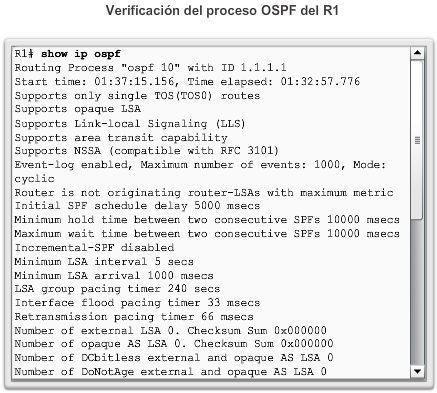 Verificación del proceso OSPF del R1
R1# show ip ospf
Routing Process "ospf 10" with ID 1.1.1.1
Start time: 01:37:15.156, Time elapsed: 01:32:57.776
Supports only single TOS(TOS0) routes
Supports opaque LSA
Supports Link-local Signaling (LLS)
Supports area transit capability
Supports NSSA (compatible with RFC 3101)
Event-log enabled, Maximum number of events: 1000, Mode:
cyclic
Router is not originating router-LSAs with maximum metric
Initial SPF schedule delay 5000 msecs
Minimum hold time between two consecutive SPFs 10000 msecs
Maximum wait time between two consecutive SPFs 10000 msecs
Incremental-SPF disabled
Minimum LSA interval 5 secs
Minimum LSA arrival 1000 msecs
LSA group pacing timer 240 secs
Interface flood pacing timer 33 msecs
Retransmission pacing timer 66 msecs
Number of external LSA 0. Checksum Sum 0x000000
Number of opaque AS LSA 0. Checksum Sum 0x000000
Number of DCbitless external and opaque AS LSA 0
Number of DoNotAge external and opaque AS LSA 0